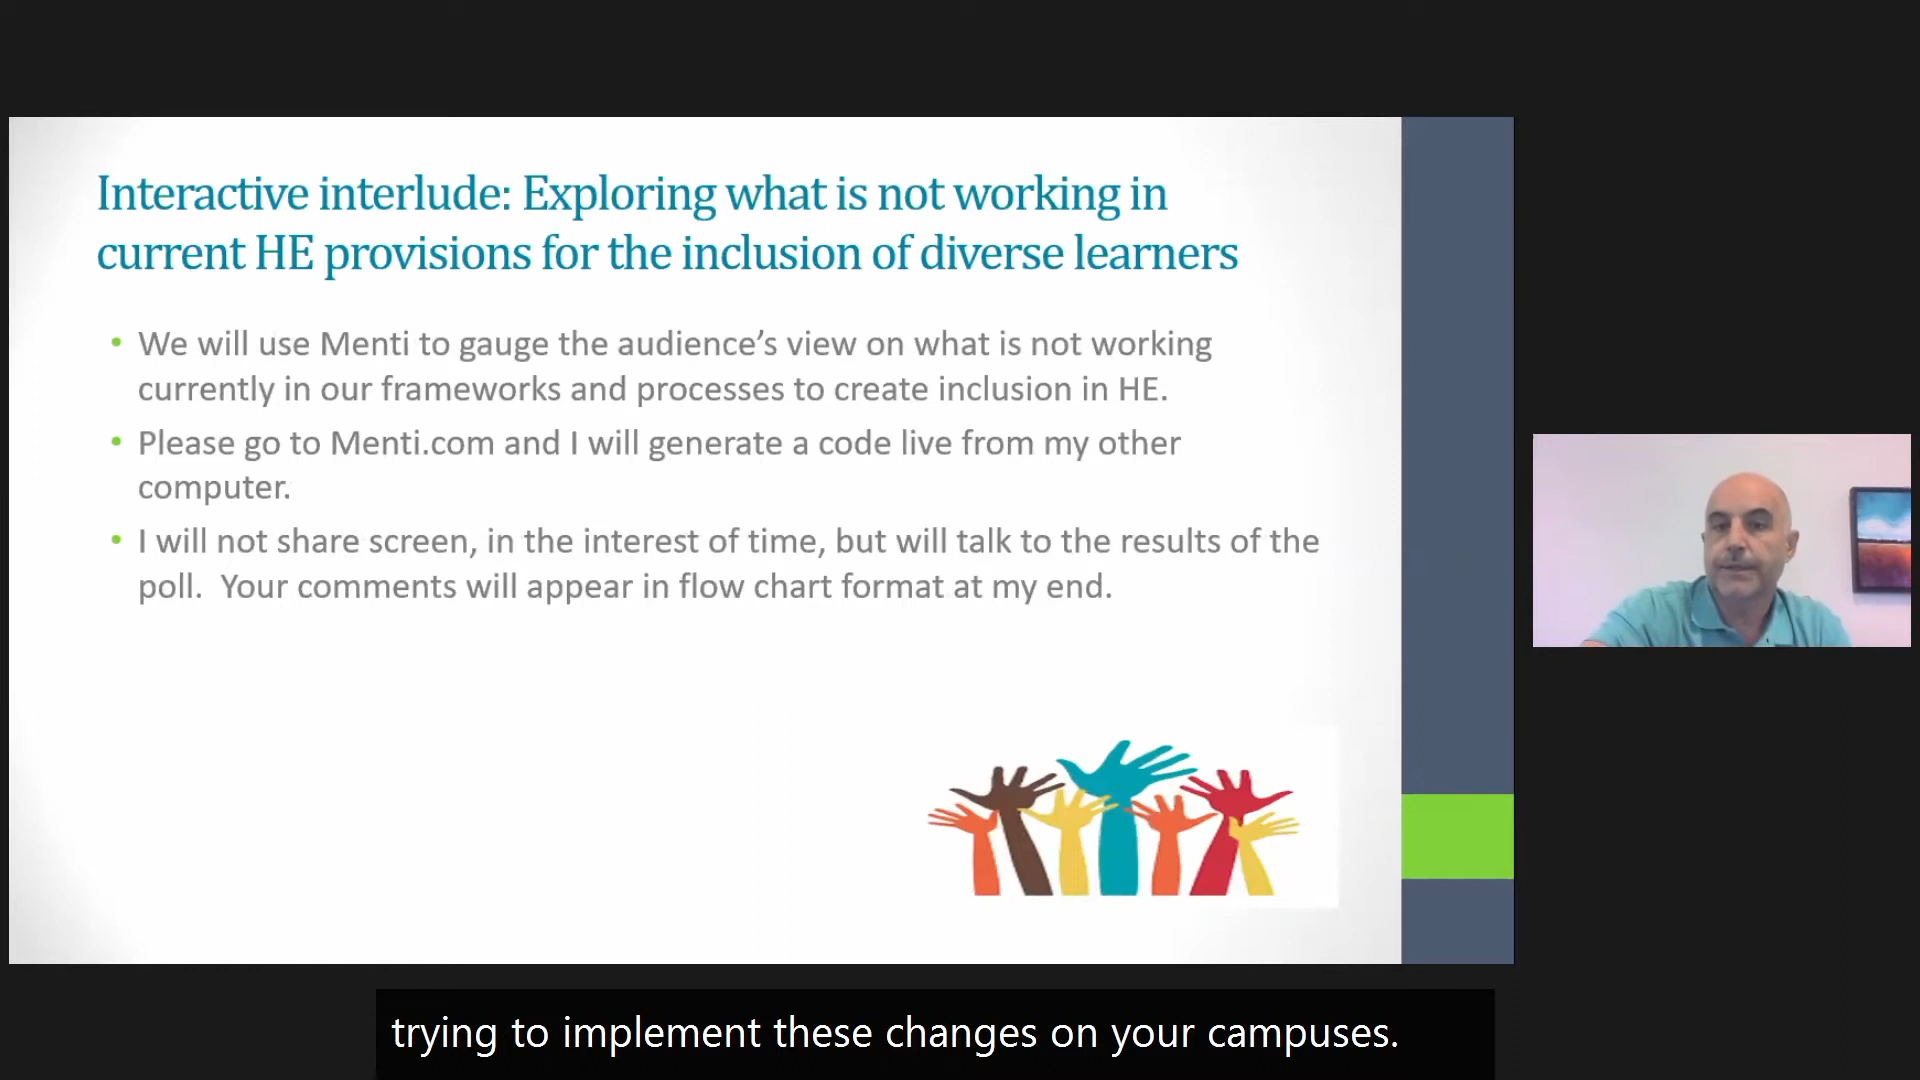 Interactive interlude: Exploring what is not working in
current HE provisions for the inclusion of diverse learners
• We will use Menti to gauge the audience’s view on what is not working
currently in our frameworks and processes to create inclusion in HE.
• Please go to Menti.com and I will generate a code live from my other
computer.
• I will not share screen, in the interest of time, but will talk to the results of the
poll.  Your comments will appear in flow chart format at my end.
trying to implement these changes on your campuses.